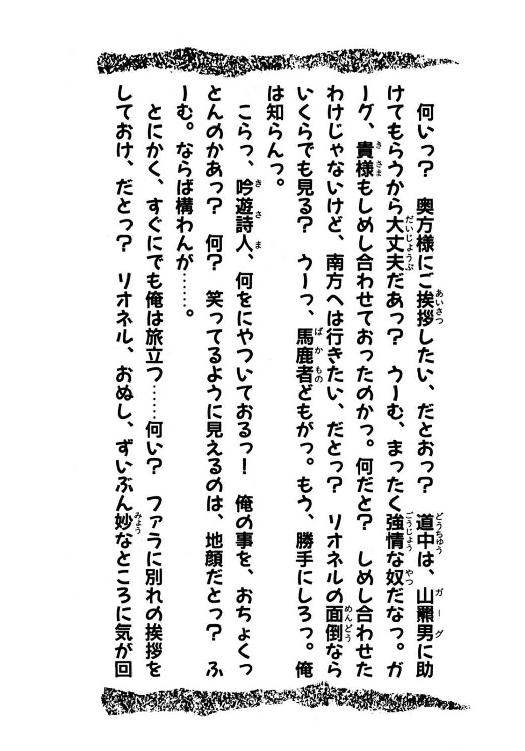 何いっ？　奥方様にご挨拶したい、だとおっ？　道中は、山羆男に助
けてもらうから大丈夫だあっ？　うーむ、まったく強情な奴だなっ。ガ
ーグ、貴様もしめし合わせておったのかっ。何だと？　しめし合わせた
わけじゃないけど、南方へは行きたい、だとっ？　リオネルの面倒なら
いくらでも見る？　うーっ、馬鹿者どもがっ。もう、勝手にしろっ。俺
は知らんっ。
　こらっ、吟遊詩人、何をにやついておるっ！　俺の事を、おちょくっ
とんのかあっ？　何？　笑ってるように見えるのは、地顔だとっ？　ふ
ーむ。ならば構わんが……。
　とにかく、すぐにでも俺は旅立つ……何い？　ファラに別れの挨拶を
しておけ、だとっ？　リオネル、おぬし、ずいぶん妙なところに気が回